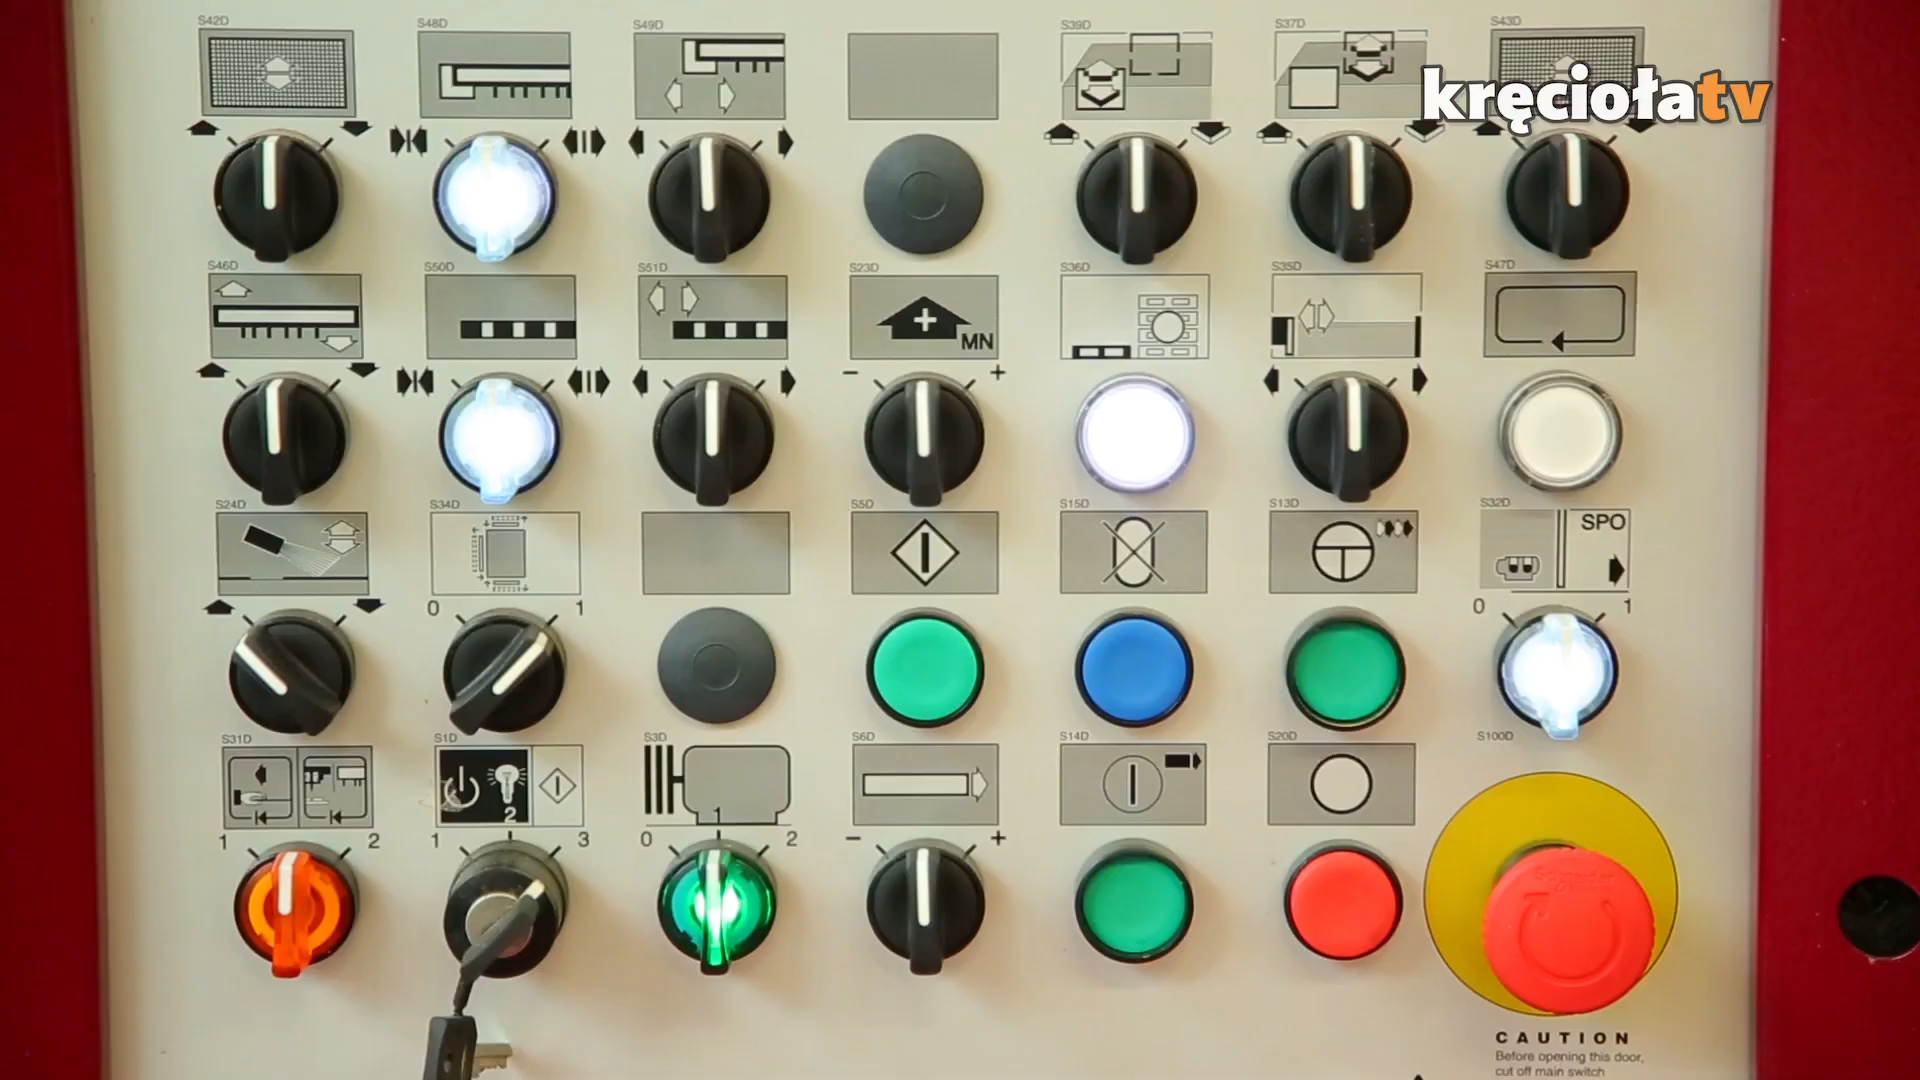 S42D S48D S49D S39D S37D S43D
kręciołatv
S46D S50D S51D S23D S36D S35D S47D
+ MN
- +
S24D S34D S5D S15D S13D S32D
SPO
0 1 0 1
S31D S1D S3D S6D S14D S20D S100D
2
1 2 1 3 0 1 2 - +
Schneider
CAUTION
Before opening this door,
cut off main switch